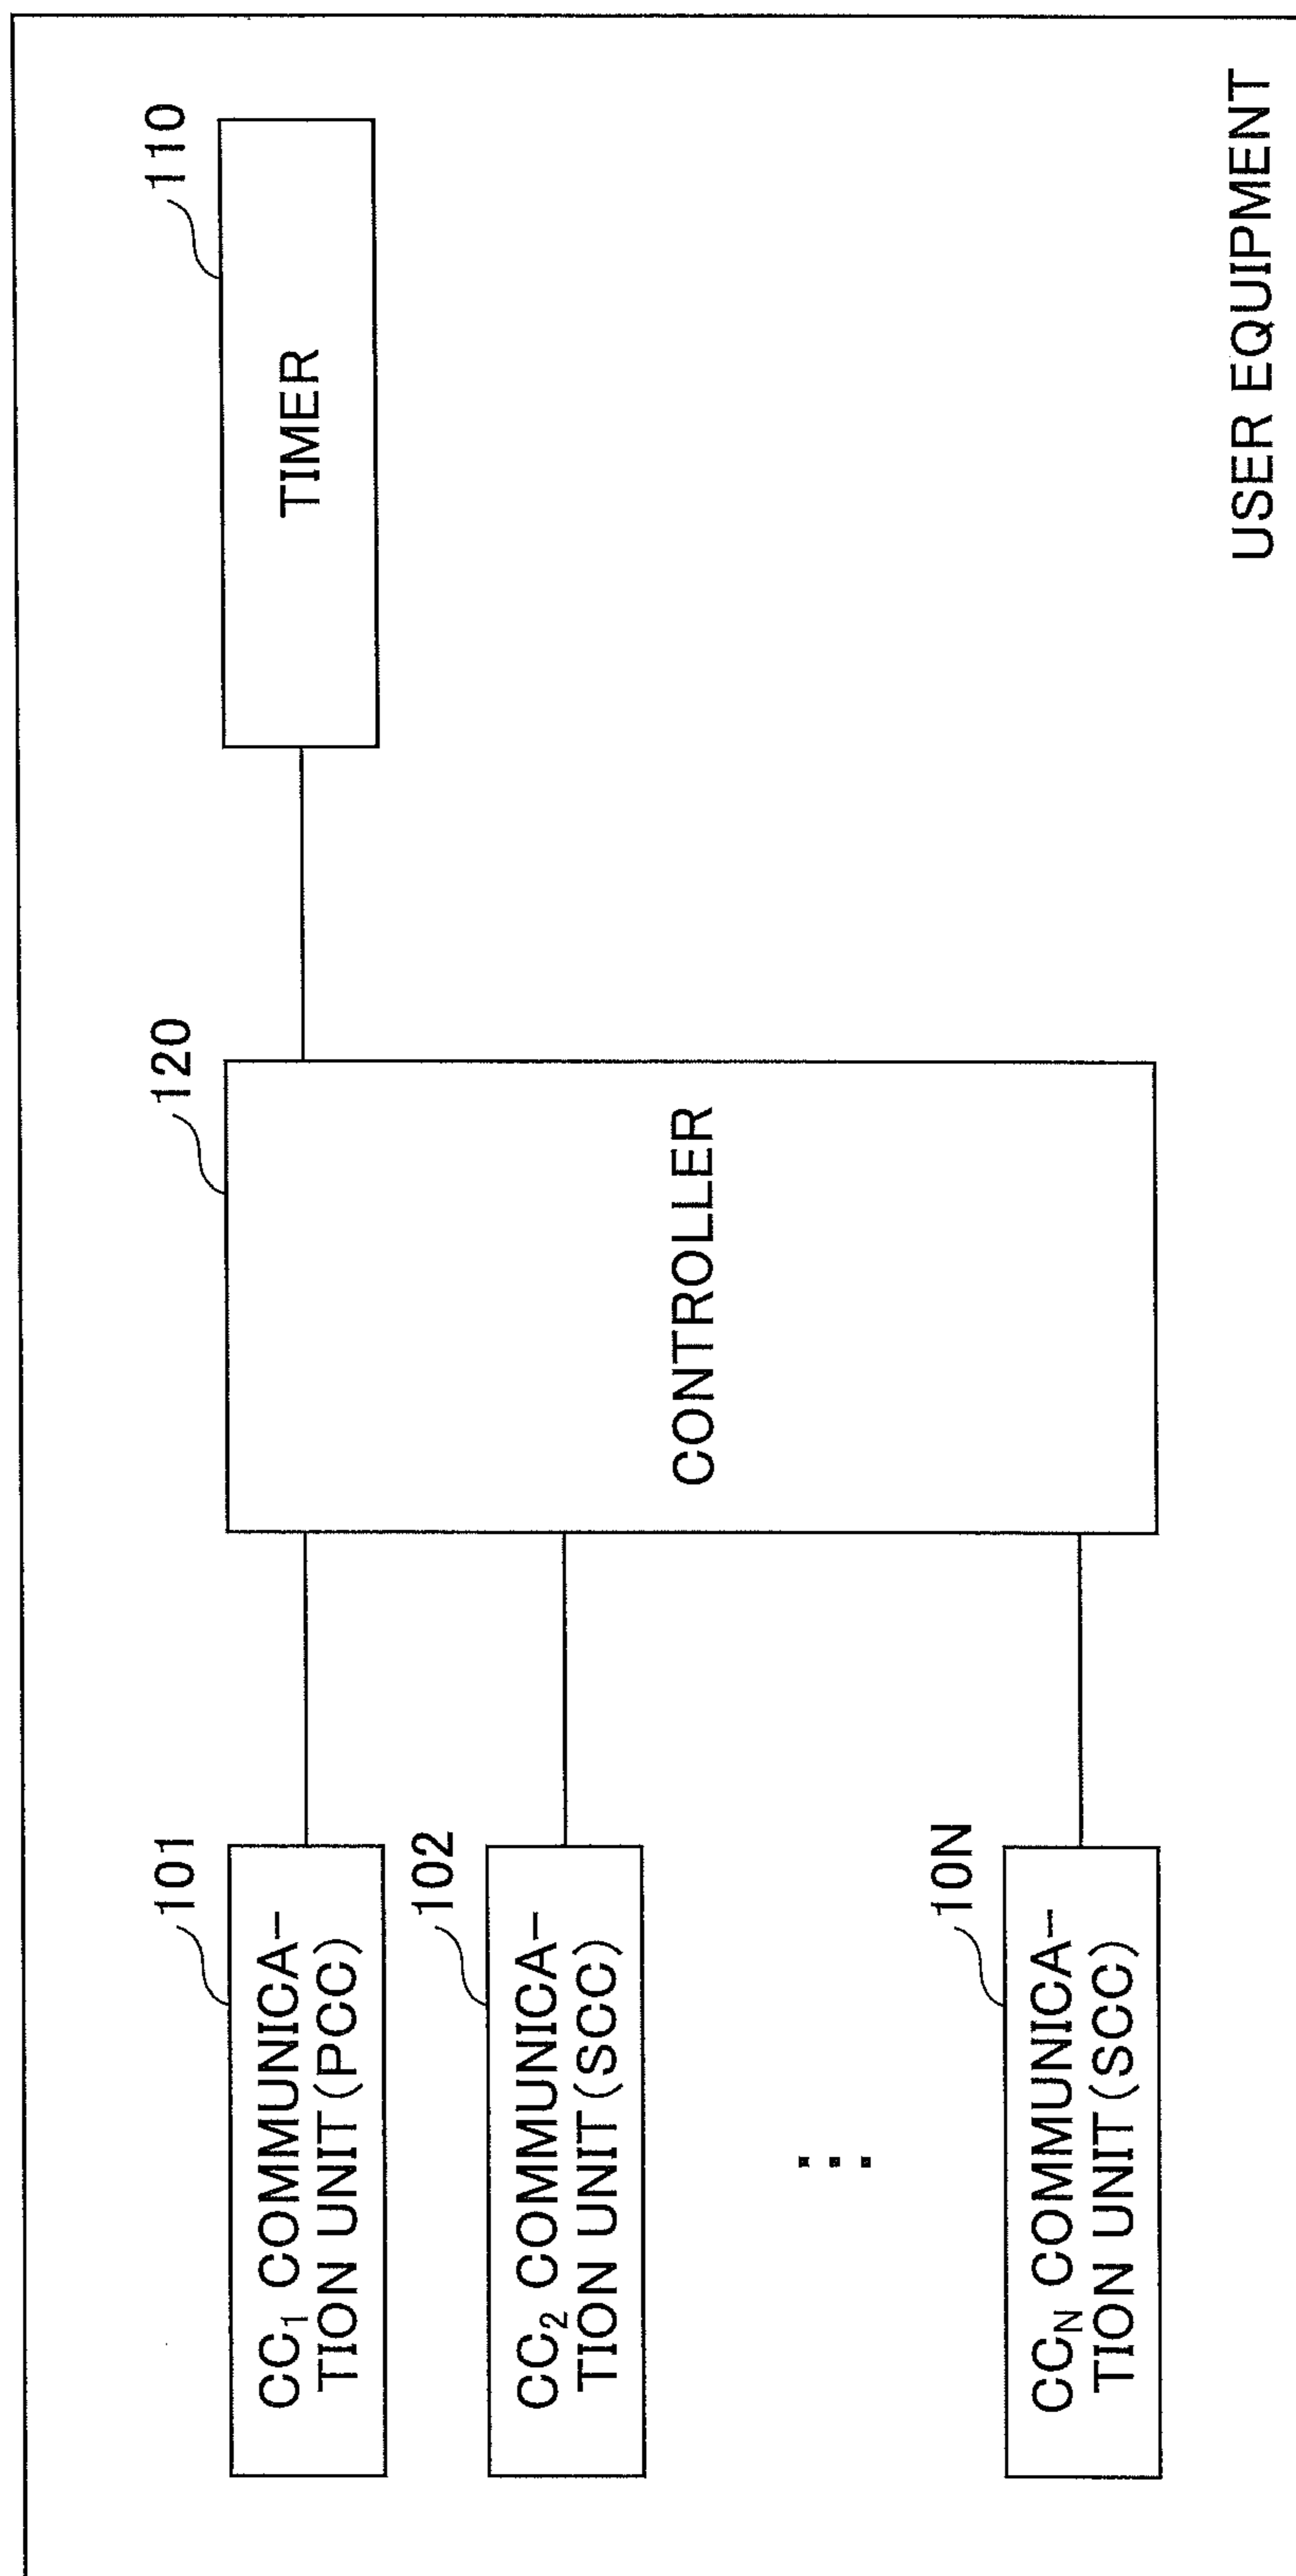 101
CC₁ COMMUNICA-
TION UNIT(PCC)
102
CC₂ COMMUNICA-
TION UNIT(SCC)
10N
CC_N COMMUNICA-
TION UNIT(SCC)
120
CONTROLLER
110
TIMER
USER EQUIPMENT